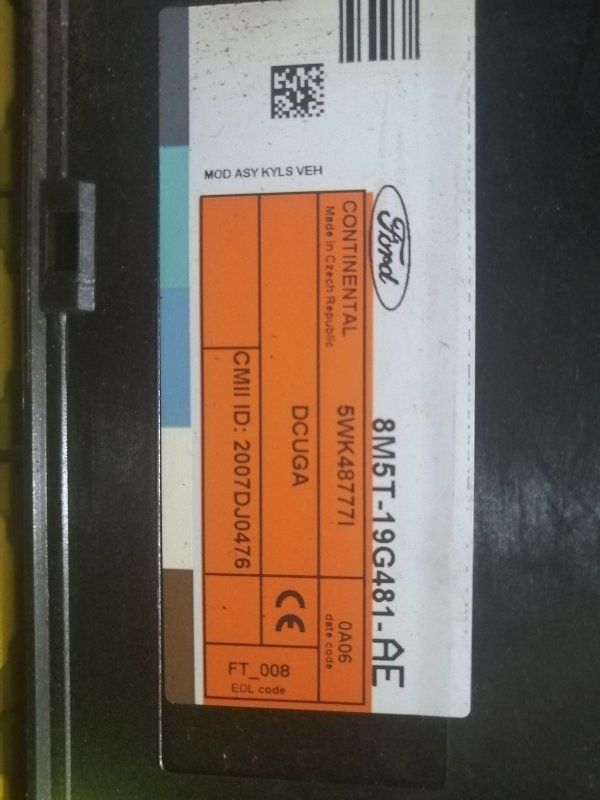 MOD ASY KYLS VEH
Ford
8M5T-19G481-AE
CONTINENTAL
Made in Czech Republic
5WK48777I
0A06
date code
DCUGA
CE
CMII ID: 2007DJ0476
FT_008
EOL code